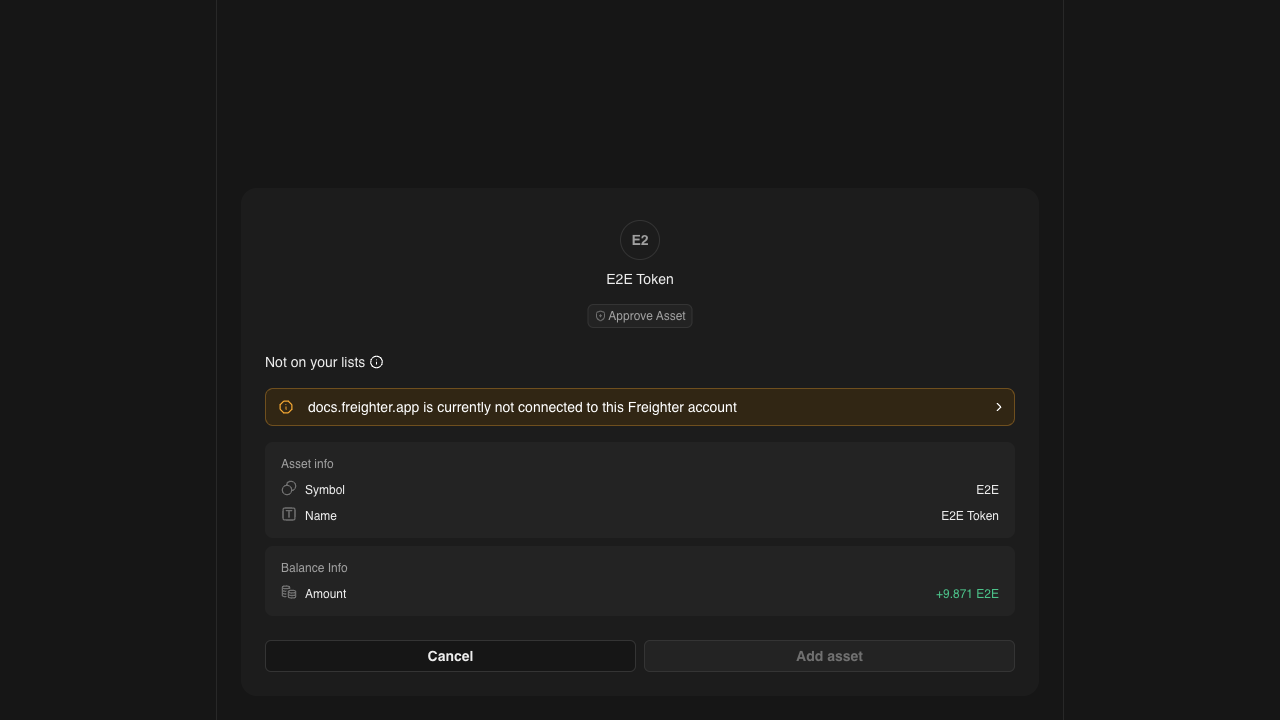 E2
E2E Token
Approve Asset
Not on your lists
docs.freighter.app is currently not connected to this Freighter account
Asset info
Symbol E2E
Name E2E Token
Balance Info
Amount +9.871 E2E
Cancel Add asset